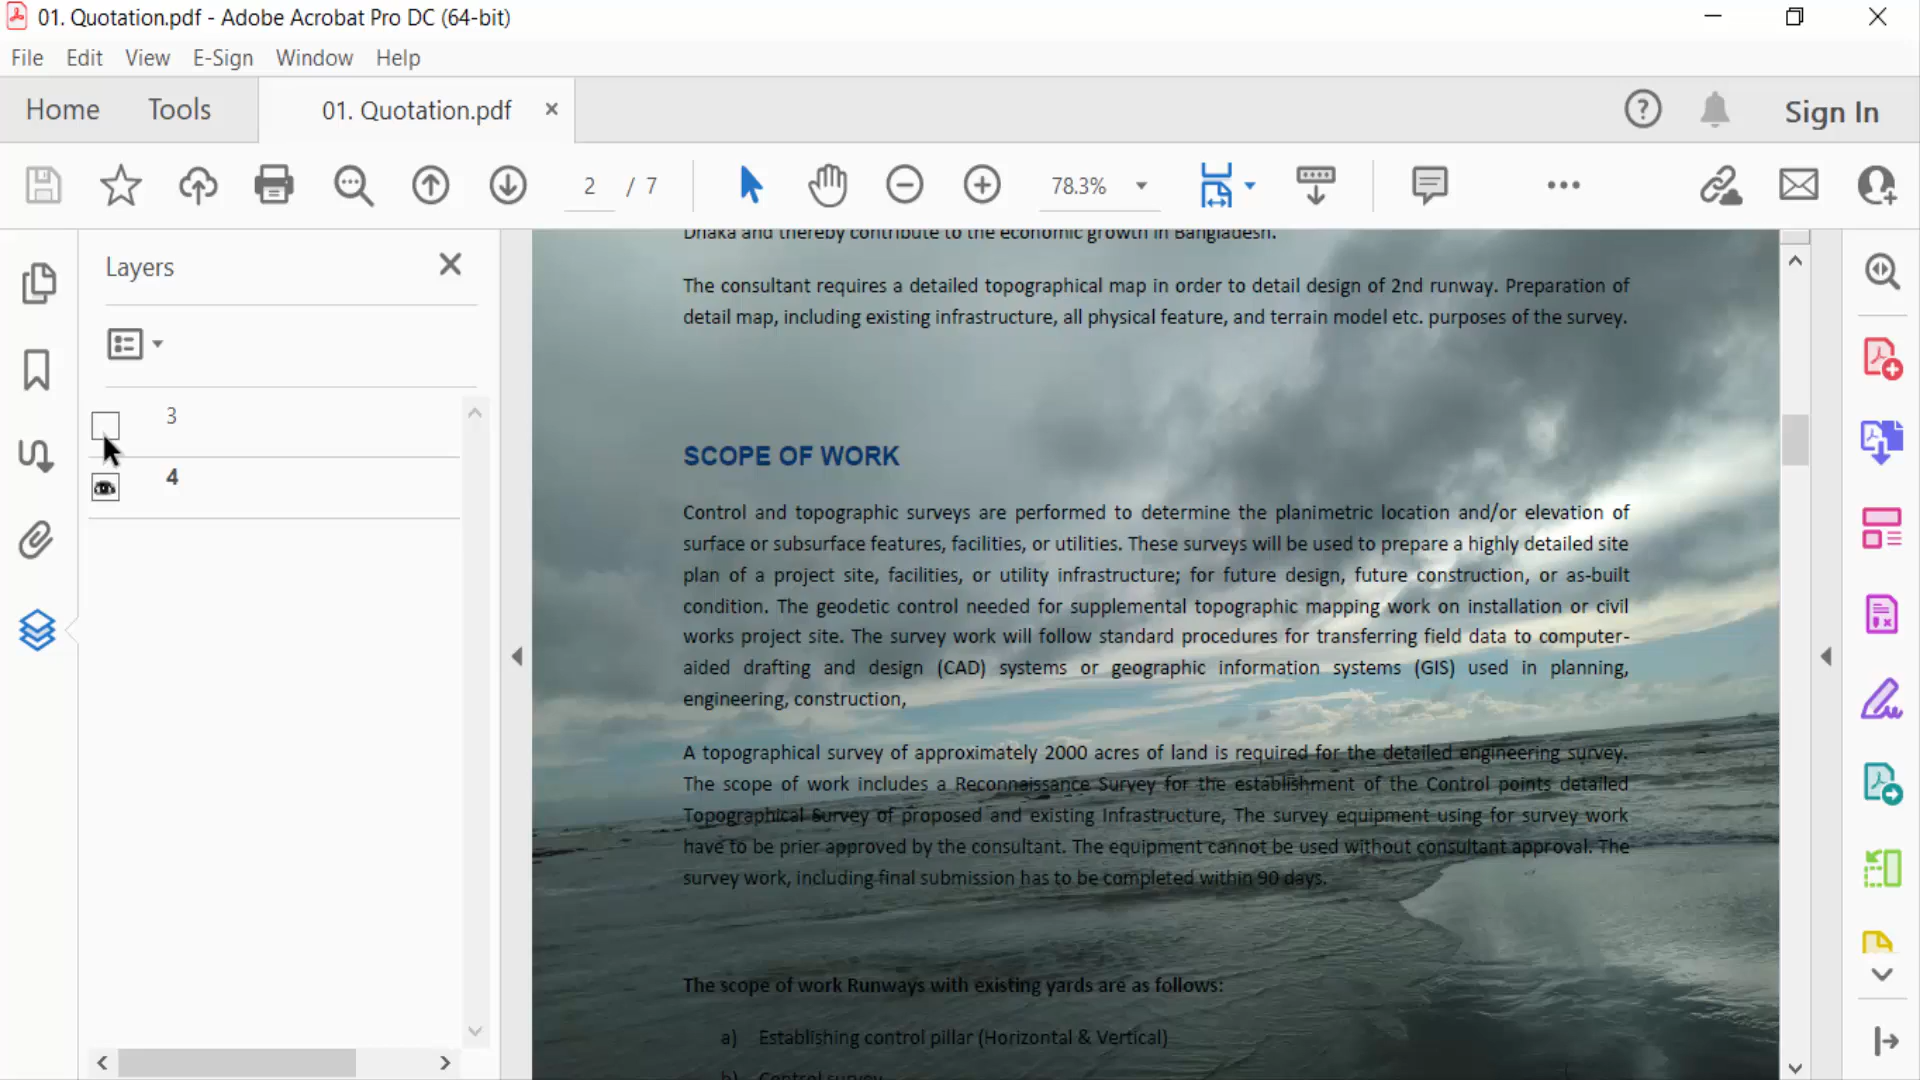 01. Quotation.pdf - Adobe Acrobat Pro DC (64-bit)
File Edit View E-Sign Window Help
Home Tools 01. Quotation.pdf × Sign In
2 / 7 78.3%
Layers
3
4
Dhaka and thereby contribute to the economic growth in Bangladesh.
The consultant requires a detailed topographical map in order to detail design of 2nd runway. Preparation of
detail map, including existing infrastructure, all physical feature, and terrain model etc. purposes of the survey.
SCOPE OF WORK
Control and topographic surveys are performed to determine the planimetric location and/or elevation of
surface or subsurface features, facilities, or utilities. These surveys will be used to prepare a highly detailed site
plan of a project site, facilities, or utility infrastructure; for future design, future construction, or as-built
condition. The geodetic control needed for supplemental topographic mapping work on installation or civil
works project site. The survey work will follow standard procedures for transferring field data to computer-
aided drafting and design (CAD) systems or geographic information systems (GIS) used in planning,
engineering, construction,
A topographical survey of approximately 2000 acres of land is required for the detailed engineering survey.
The scope of work includes a Reconnaissance Survey for the establishment of the Control points detailed
Topographical Survey of proposed and existing Infrastructure, The survey equipment using for survey work
have to be prier approved by the consultant. The equipment cannot be used without consultant approval. The
survey work, including final submission has to be completed within 90 days.
The scope of work Runways with existing yards are as follows:
a) Establishing control pillar (Horizontal & Vertical)
b) Control survey